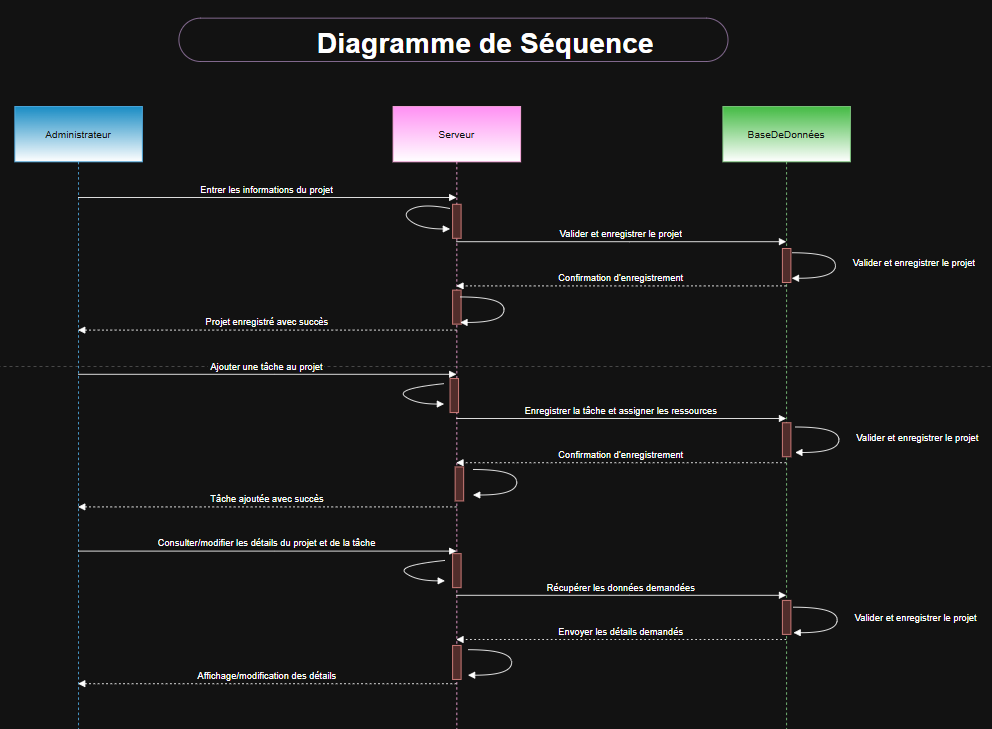 Diagramme de Séquence
Administrateur
Serveur
BaseDeDonnées
Entrer les informations du projet
Valider et enregistrer le projet
Valider et enregistrer le projet
Confirmation d'enregistrement
Projet enregistré avec succès
Ajouter une tâche au projet
Enregistrer la tâche et assigner les ressources
Valider et enregistrer le projet
Confirmation d'enregistrement
Tâche ajoutée avec succès
Consulter/modifier les détails du projet et de la tâche
Récupérer les données demandées
Valider et enregistrer le projet
Envoyer les détails demandés
Affichage/modification des détails